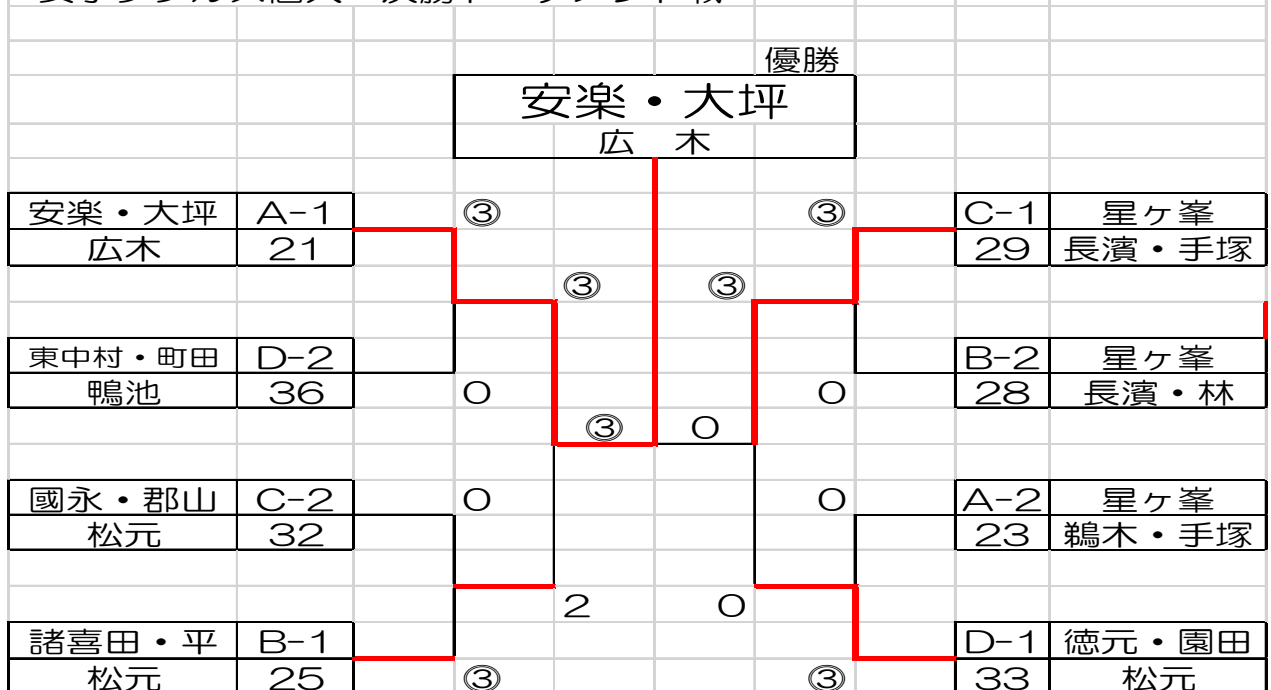 優勝
安楽・大坪
広 木
安楽・大坪 A-1 ③ ③ C-1 星ヶ峯
広木 21 29 長濱・手塚
③ ③
東中村・町田 D-2 B-2 星ヶ峯
鴨池 36 0 0 28 長濱・林
③ 0
國永・郡山 C-2 0 0 A-2 星ヶ峯
松元 32 23 鵜木・手塚
2 0
諸喜田・平 B-1 D-1 徳元・園田
松元 25 ③ ③ 33 松元